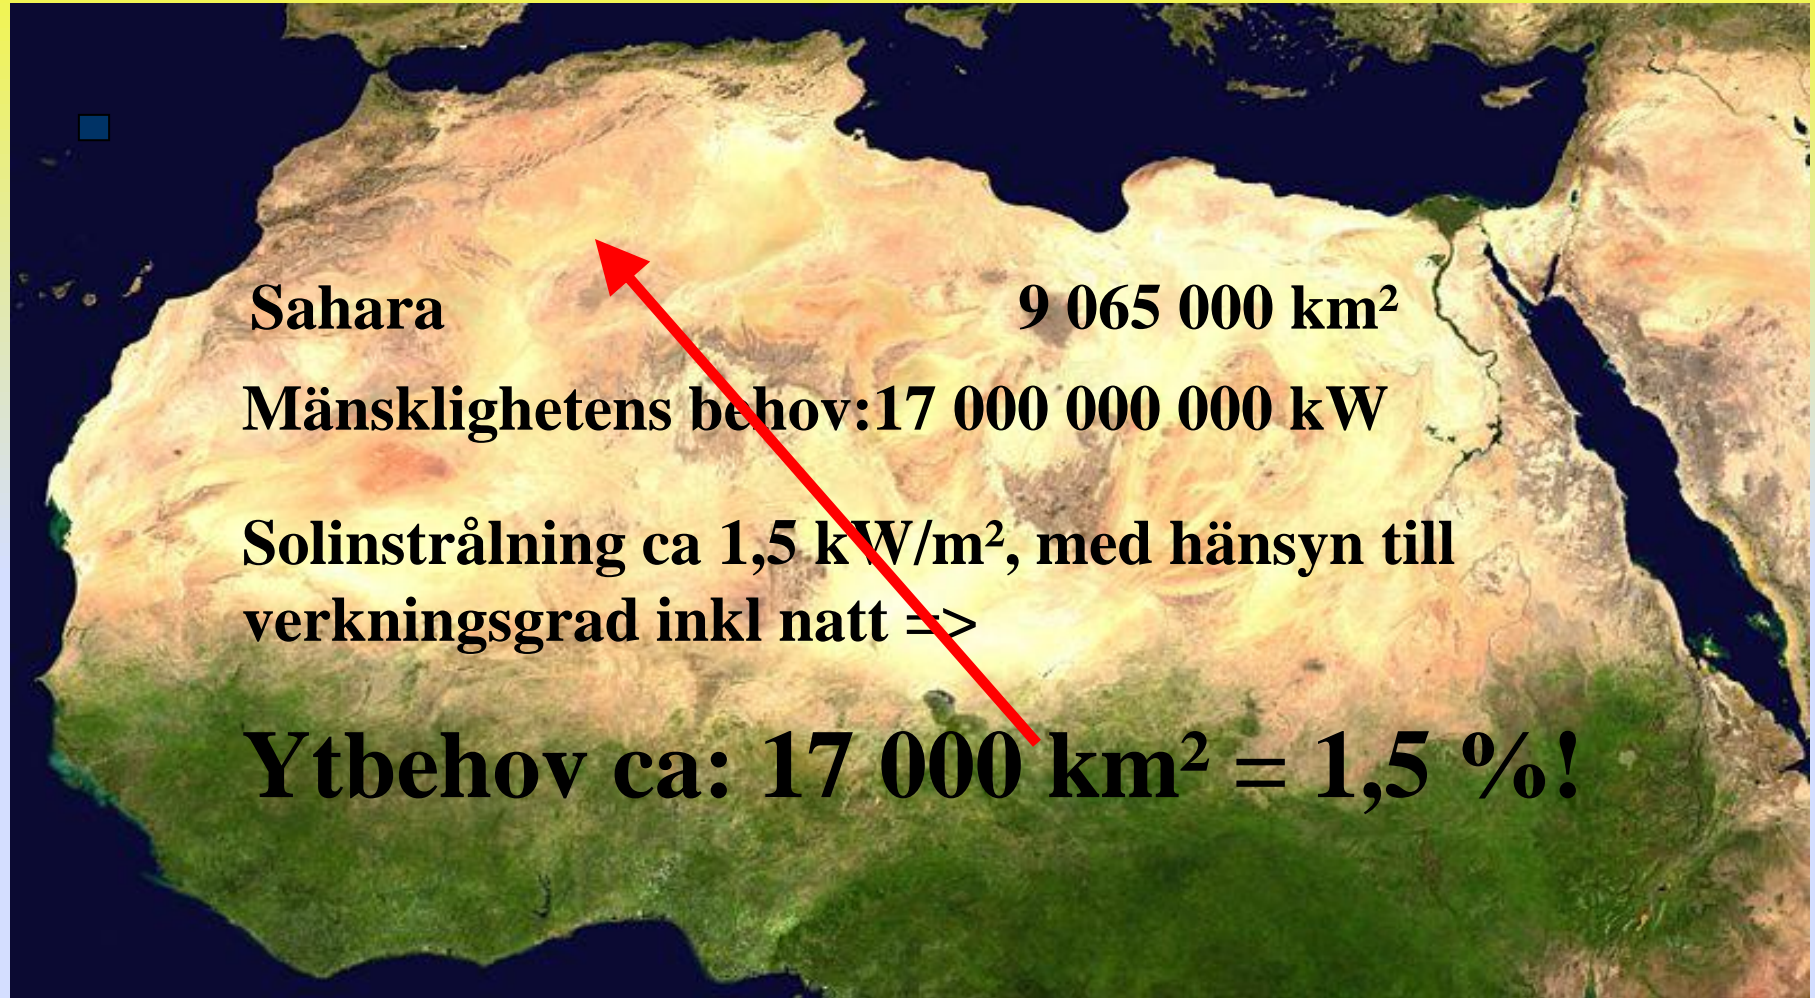 Sahara 9 065 000 km²
Mänsklighetens behov:17 000 000 000 kW
Solinstrålning ca 1,5 kW/m², med hänsyn till
verkningsgrad inkl natt =>
Ytbehov ca: 17 000 km² = 1,5 %!